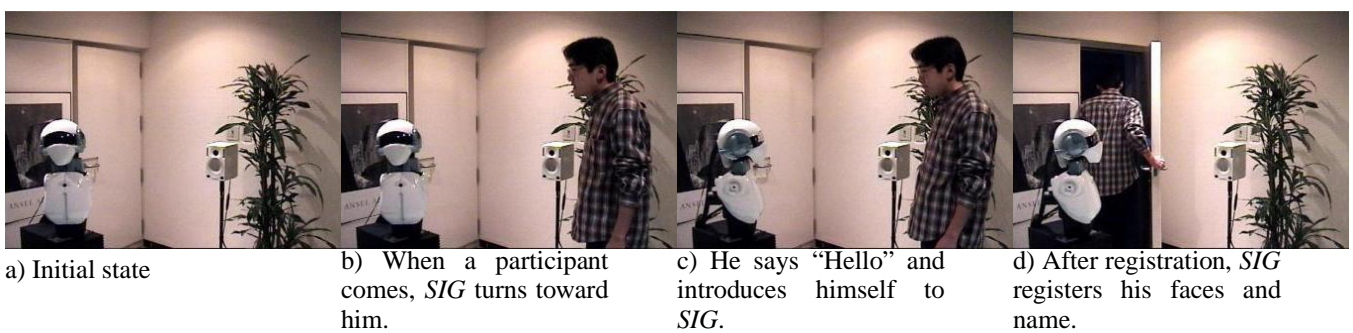 ANSEL
a) Initial state
b) When a participant
comes, SIG turns toward
him.
c) He says “Hello” and
introduces himself to
SIG.
d) After registration, SIG
registers his faces and
name.